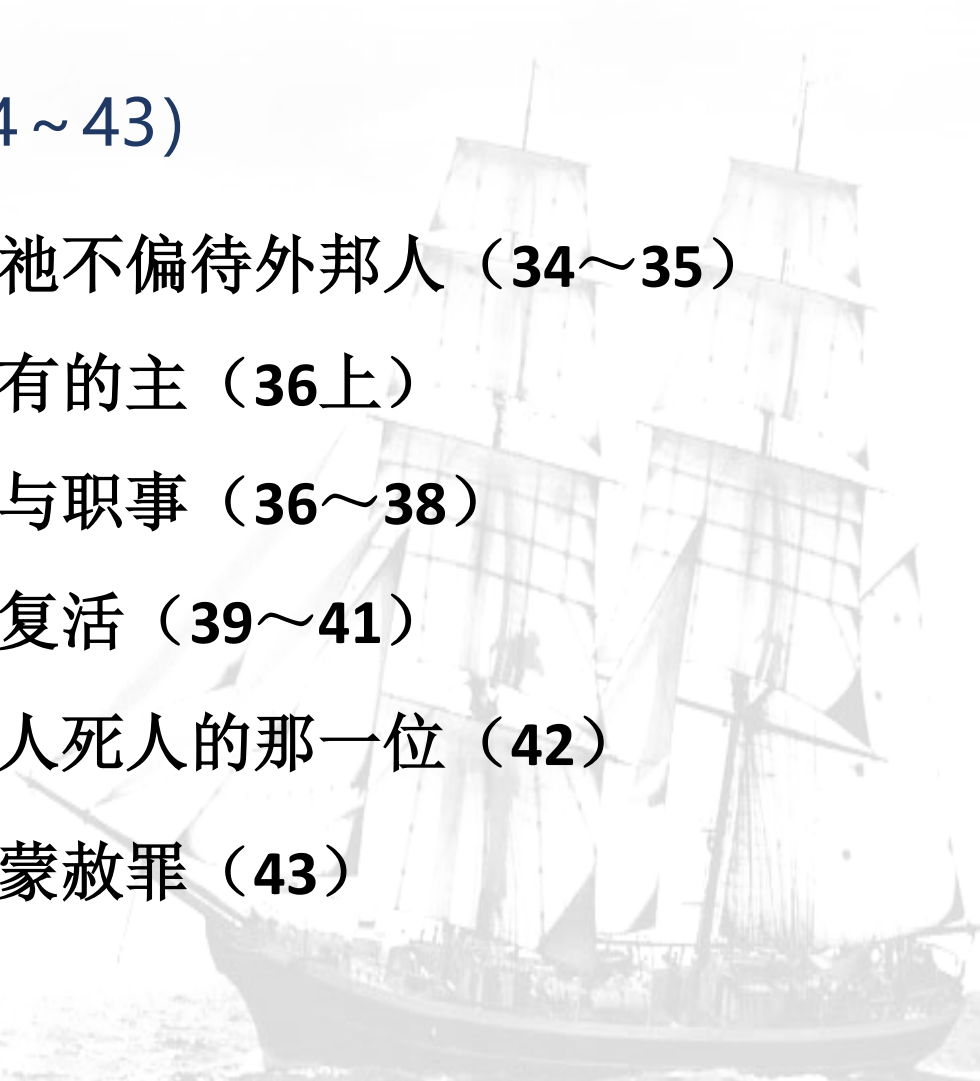 4～43)
祂不偏待外邦人（34～35）
有的主（36上）
与职事（36～38）
复活（39～41）
人死人的那一位（42）
蒙赦罪（43）